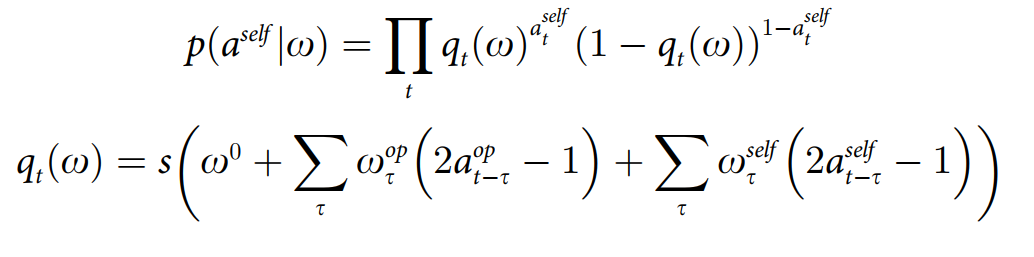 p(a^{self}|ω) = ∏_t q_t(ω)^{a_t^{self}} (1 − q_t(ω))^{1−a_t^{self}}
q_t(ω) = s(ω^0 + ∑_τ ω_τ^{op} (2a_{t−τ}^{op} − 1) + ∑_τ ω_τ^{self} (2a_{t−τ}^{self} − 1))